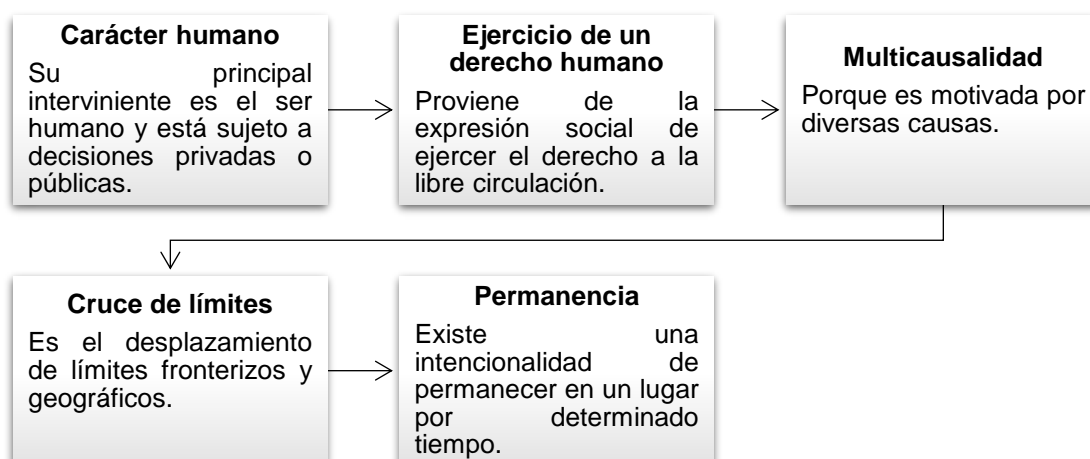 Carácter humano
Su principal
interviniente es el ser
humano y está sujeto a
decisiones privadas o
públicas.
Ejercicio de un
derecho humano
Proviene de la
expresión social de
ejercer el derecho a la
libre circulación.
Multicausalidad
Porque es motivada por
diversas causas.
Cruce de límites
Es el desplazamiento
de límites fronterizos y
geográficos.
Permanencia
Existe una
intencionalidad de
permanecer en un lugar
por determinado
tiempo.